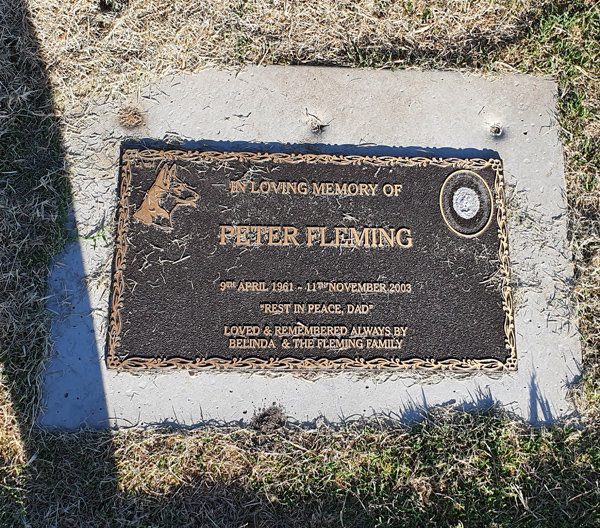 IN LOVING MEMORY OF
PETER FLEMING
9TH APRIL 1961 - 11TH NOVEMBER 2003
"REST IN PEACE, DAD"
LOVED & REMEMBERED ALWAYS BY
BELINDA & THE FLEMING FAMILY